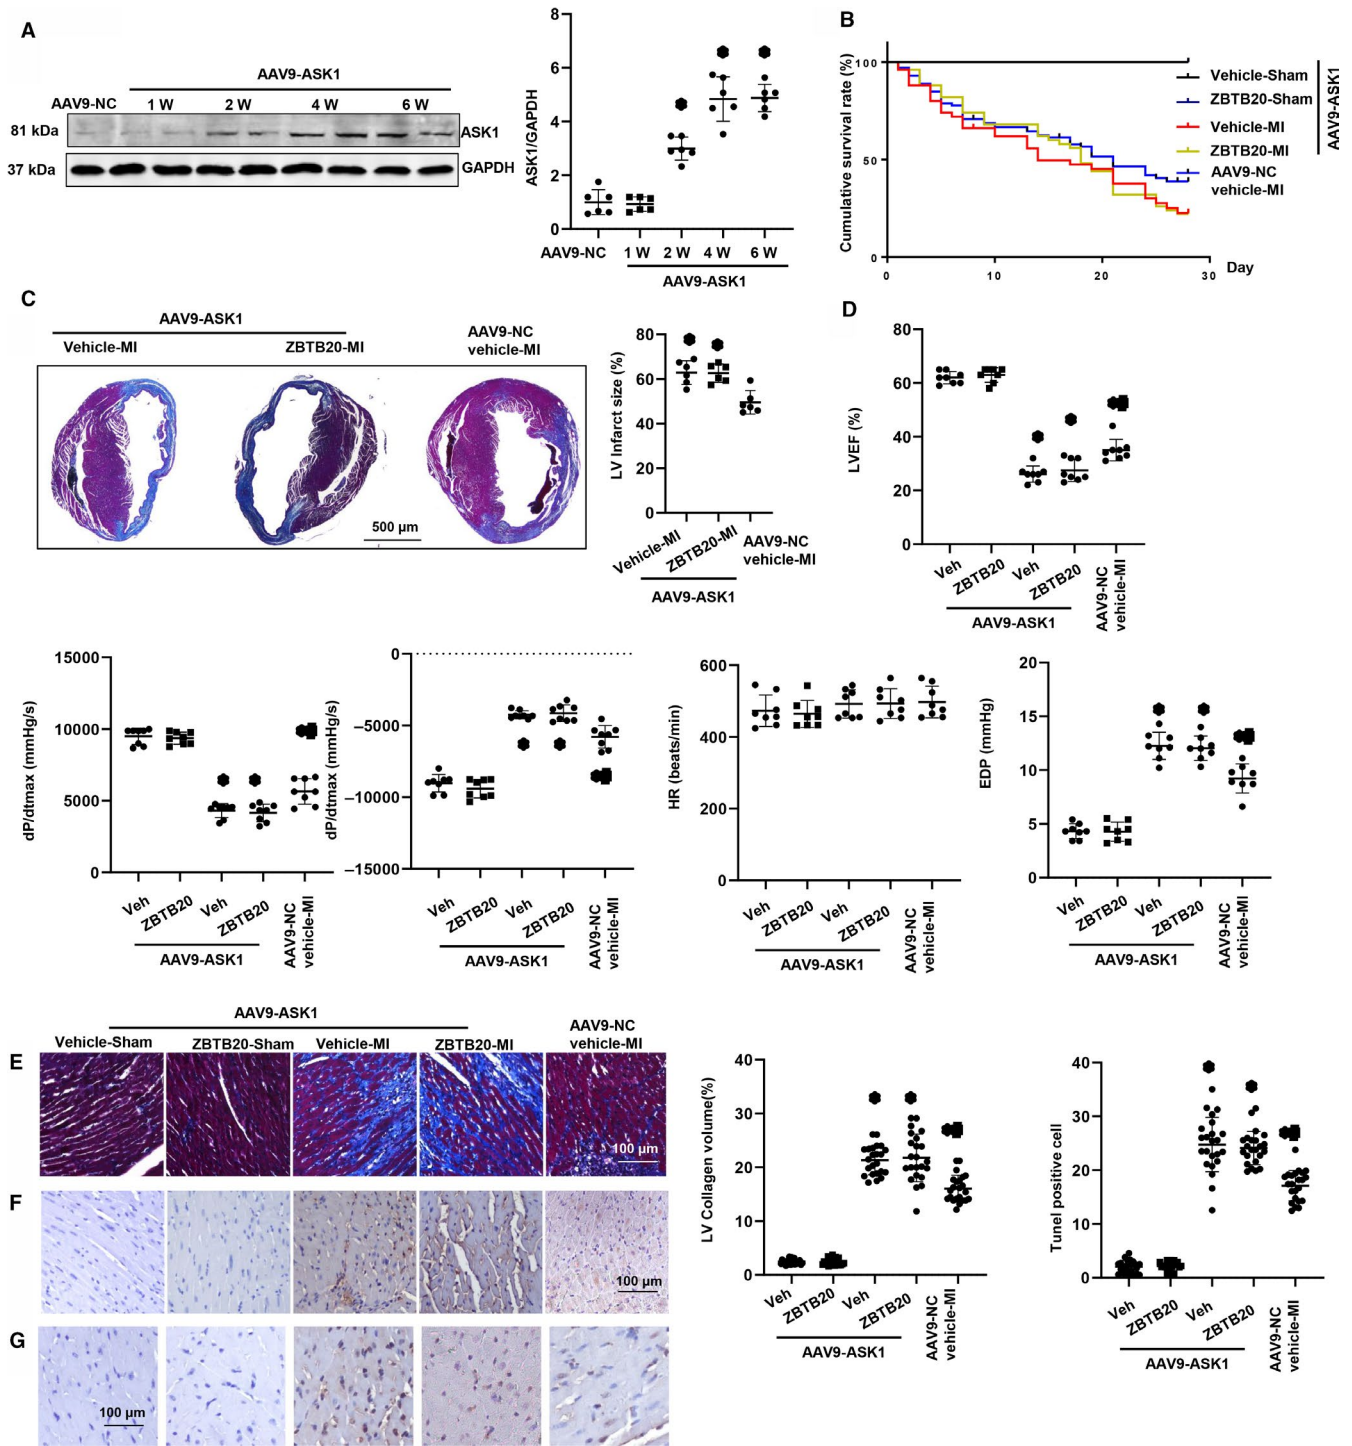 A
AAV9-ASK1
AAV9-NC 1 W 2 W 4 W 6 W
81 kDa ASK1
37 kDa GAPDH
ASK1/GAPDH
8
6
4
2
0
AAV9-NC 1 W 2 W 4 W 6 W
AAV9-ASK1
B
Cumulative survival rate (%)
100
50
0
0 10 20 30
Day
Vehicle-Sham
ZBTB20-Sham
Vehicle-MI
ZBTB20-MI
AAV9-NC
vehicle-MI
AAV9-ASK1
C
AAV9-ASK1
Vehicle-MI ZBTB20-MI
AAV9-NC
vehicle-MI
500 µm
LV Infarct size (%)
80
60
40
20
0
Vehicle-MI
ZBTB20-MI
AAV9-NC
vehicle-MI
AAV9-ASK1
D
LVEF (%)
80
60
40
20
0
Veh
ZBTB20
Veh
ZBTB20
AAV9-NC
vehicle-MI
AAV9-ASK1
dP/dtmax (mmHg/s)
15000
10000
5000
0
Veh
ZBTB20
Veh
ZBTB20
AAV9-NC
vehicle-MI
AAV9-ASK1
dP/dtmax (mmHg/s)
0
−5000
−10000
−15000
Veh
ZBTB20
Veh
ZBTB20
AAV9-NC
vehicle-MI
AAV9-ASK1
HR (beats/min)
600
400
200
0
Veh
ZBTB20
Veh
ZBTB20
AAV9-NC
vehicle-MI
AAV9-ASK1
EDP (mmHg)
20
15
10
5
0
Veh
ZBTB20
Veh
ZBTB20
AAV9-NC
vehicle-MI
AAV9-ASK1
AAV9-ASK1
Vehicle-Sham ZBTB20-Sham Vehicle-MI ZBTB20-MI
AAV9-NC
vehicle-MI
E
100 µm
F
100 µm
G
100 µm
LV Collagen volume(%)
40
30
20
10
0
Veh
ZBTB20
Veh
ZBTB20
AAV9-NC
vehicle-MI
AAV9-ASK1
Tunel positive cell
40
30
20
10
0
Veh
ZBTB20
Veh
ZBTB20
AAV9-NC
vehicle-MI
AAV9-ASK1